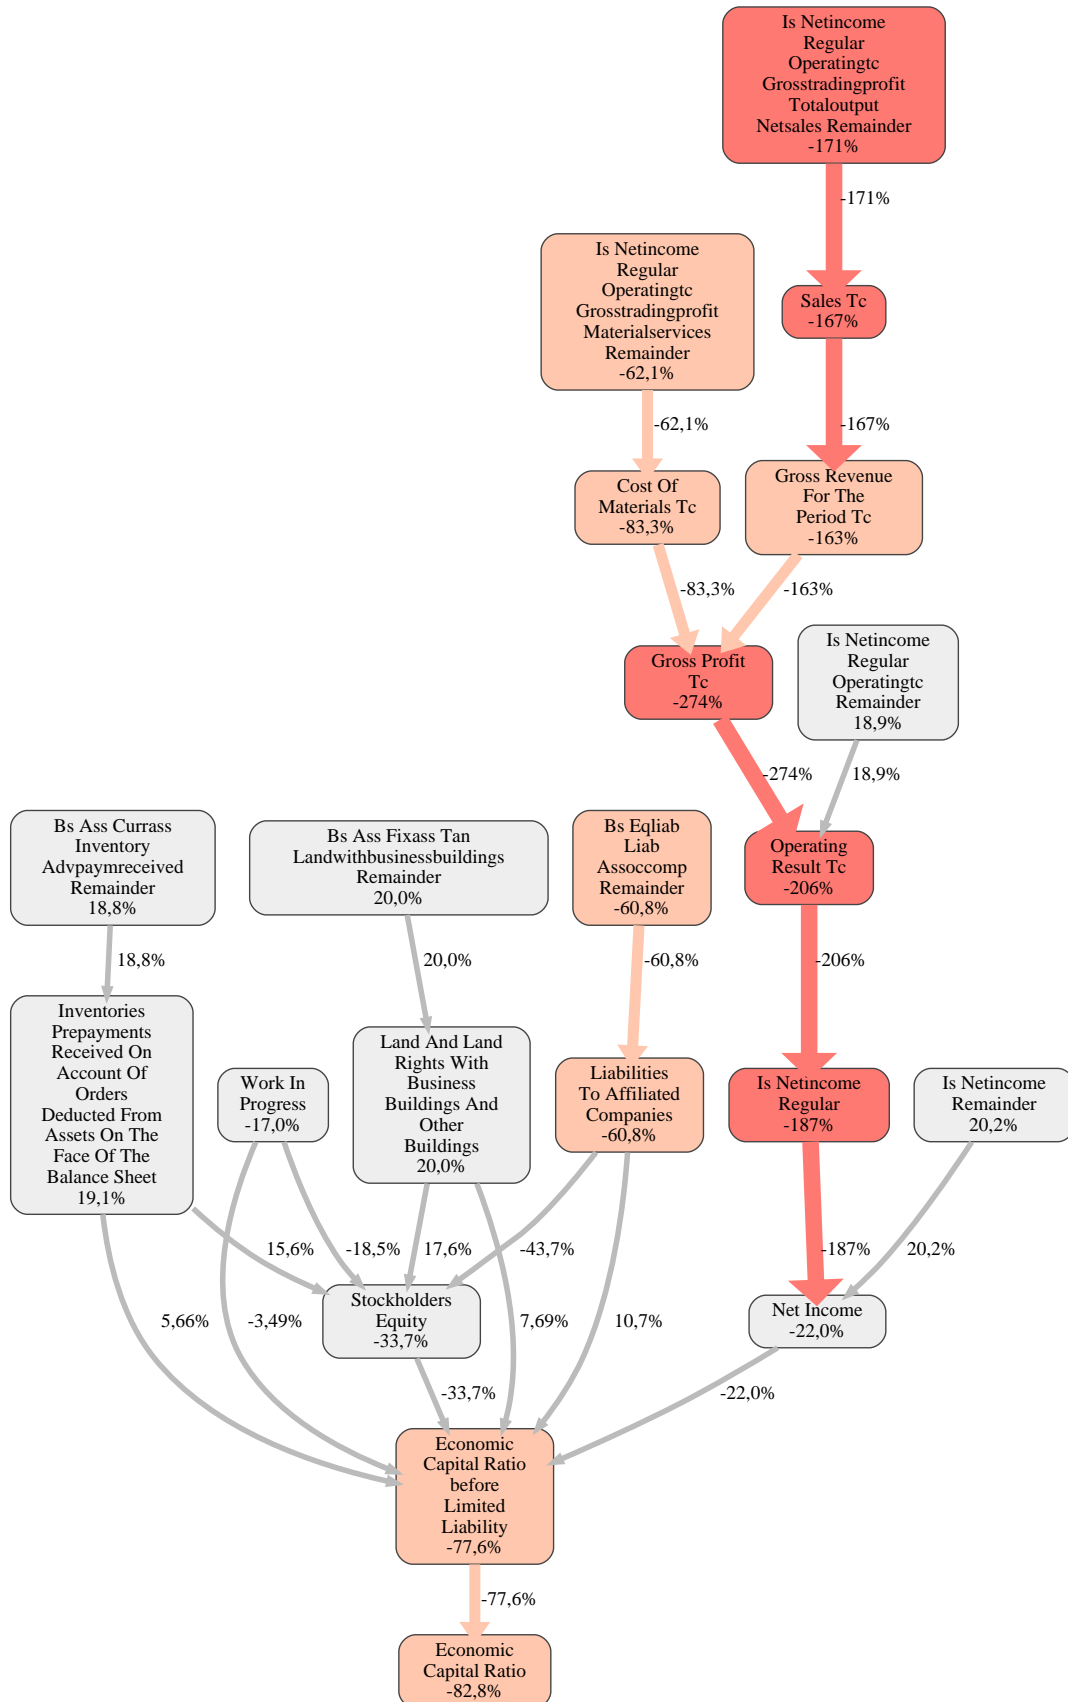 Is Netincome
Regular
Operatingtc
Grosstradingprofit
Totaloutput
Netsales Remainder
-171%
-171%
Is Netincome
Regular
Operatingtc
Grosstradingprofit
Materialservices
Remainder
-62,1%
Sales Tc
-167%
-62,1%
-167%
Cost Of
Materials Tc
-83,3%
Gross Revenue
For The
Period Tc
-163%
-83,3%
-163%
Gross Profit
Tc
-274%
Is Netincome
Regular
Operatingtc
Remainder
18,9%
-274%
18,9%
Bs Ass Currass
Inventory
Advpaymreceived
Remainder
18,8%
Bs Ass Fixass Tan
Landwithbusinessbuildings
Remainder
20,0%
Bs Eqliab
Liab
Assoccomp
Remainder
-60,8%
Operating
Result Tc
-206%
18,8%
20,0%
-60,8%
-206%
Inventories
Prepayments
Received On
Account Of
Orders
Deducted From
Assets On The
Face Of The
Balance Sheet
19,1%
Work In
Progress
-17,0%
Land And Land
Rights With
Business
Buildings And
Other
Buildings
20,0%
Liabilities
To Affiliated
Companies
-60,8%
Is Netincome
Regular
-187%
Is Netincome
Remainder
20,2%
15,6%
-18,5%
17,6%
-43,7%
-187%
20,2%
5,66%
-3,49%
Stockholders
Equity
-33,7%
7,69%
10,7%
Net Income
-22,0%
-33,7%
-22,0%
Economic
Capital Ratio
before
Limited
Liability
-77,6%
-77,6%
Economic
Capital Ratio
-82,8%